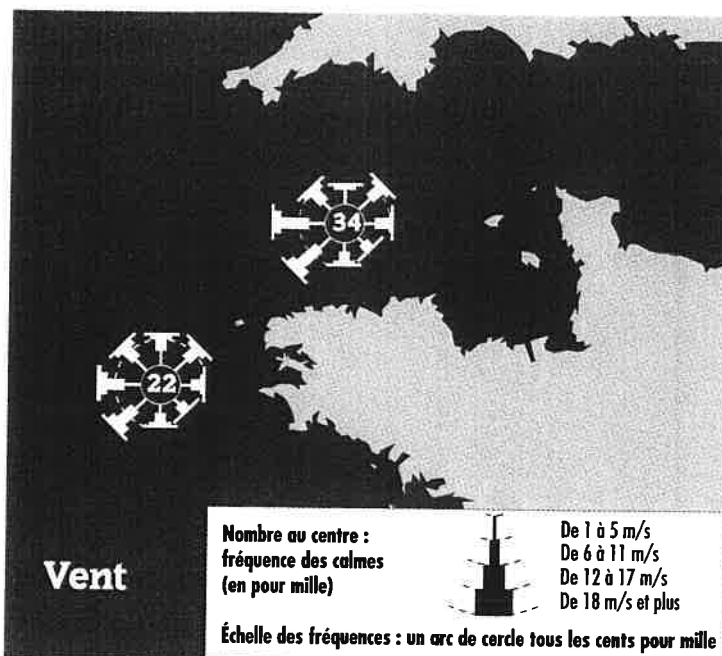 34
22
Vent
Nombre au centre :
fréquence des calmes
(en pour mille)
De 1 à 5 m/s
De 6 à 11 m/s
De 12 à 17 m/s
De 18 m/s et plus
Échelle des fréquences : un arc de cercle tous les cents pour mille